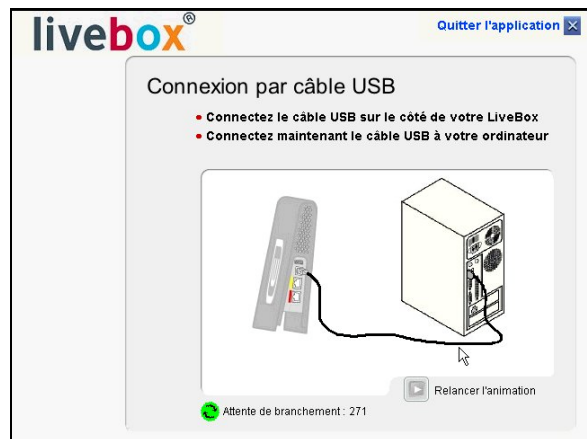 livebox®
Quitter l'application
Connexion par câble USB
• Connectez le câble USB sur le côté de votre LiveBox
• Connectez maintenant le câble USB à votre ordinateur
Relancer l'animation
Attente de branchement : 271